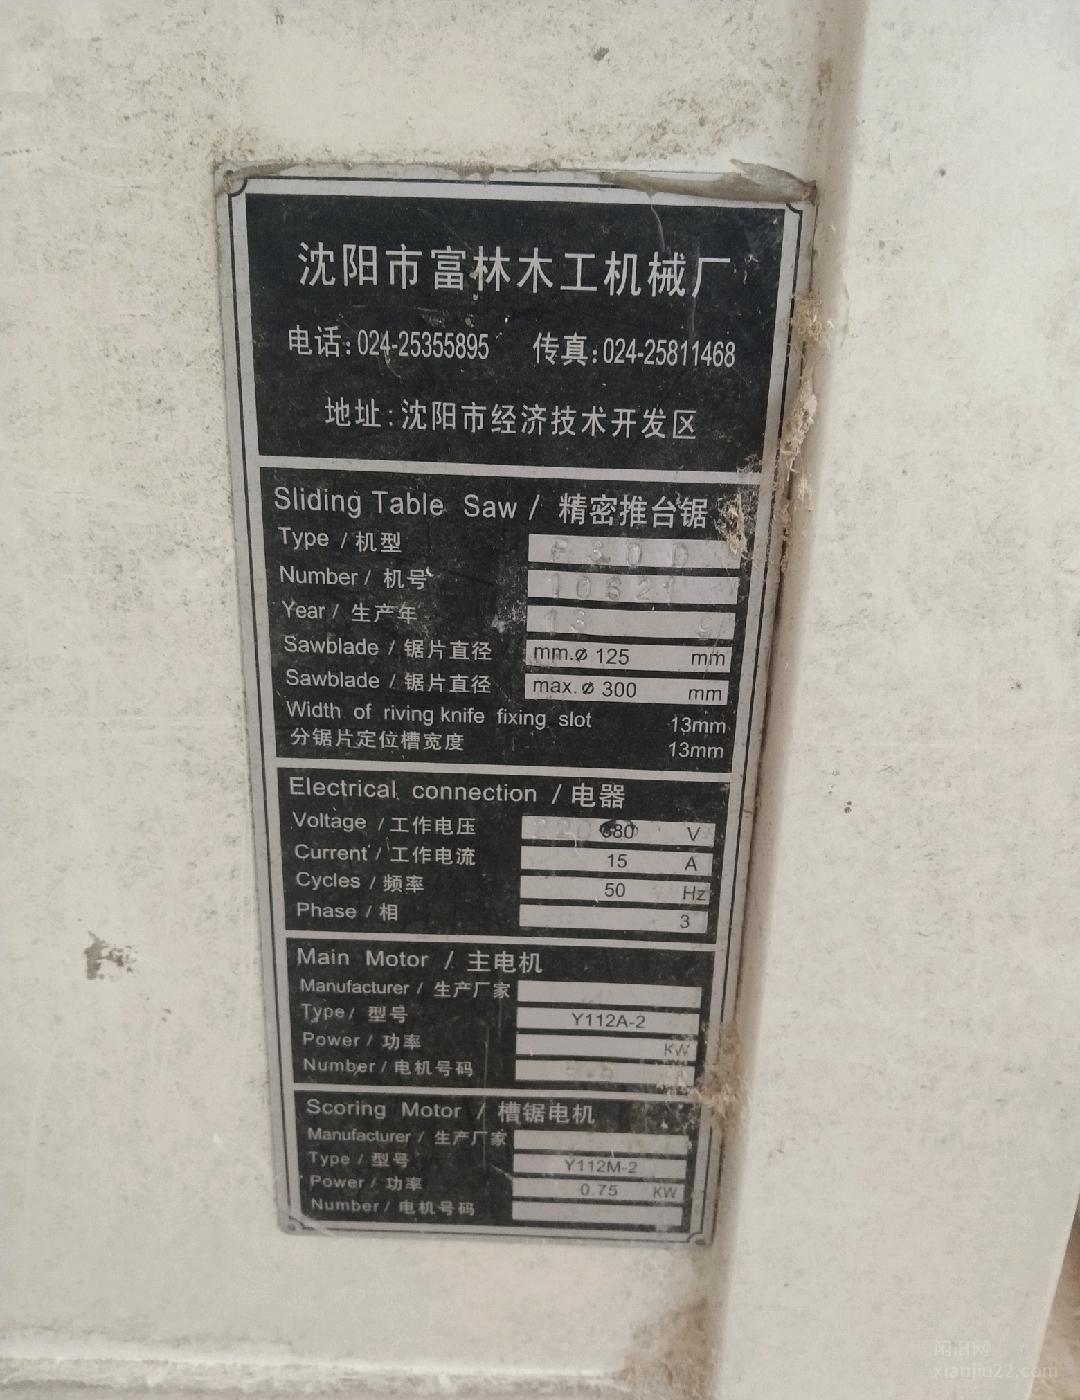 沈阳市富林木工机械厂
电话:024-25355895 传真:024-25811468
地址:沈阳市经济技术开发区
Sliding Table Saw / 精密推台锯
Type / 机型
Number / 机号 10621
Year / 生产年 13 9
Sawblade / 锯片直径 mm.ø 125 mm
Sawblade / 锯片直径 max.ø 300 mm
Width of riving knife fixing slot 13mm
分锯片定位槽宽度 13mm
Electrical connection / 电器
Voltage / 工作电压 380 V
Current / 工作电流 15 A
Cycles / 频率 50 Hz
Phase / 相 3
Main Motor / 主电机
Manufacturer / 生产厂家
Type / 型号 Y112A-2
Power / 功率 KW
Number / 电机号码
Scoring Motor / 槽锯电机
Manufacturer / 生产厂家
Type / 型号 Y112M-2
Power / 功率 0.75 KW
Number / 电机号码
闲旧网
xianjiu22.com